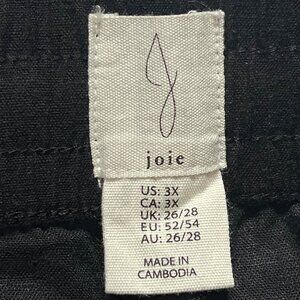 joie
US: 3X
CA: 3X
UK: 26/28
EU: 52/54
AU: 26/28
MADE IN
CAMBODIA